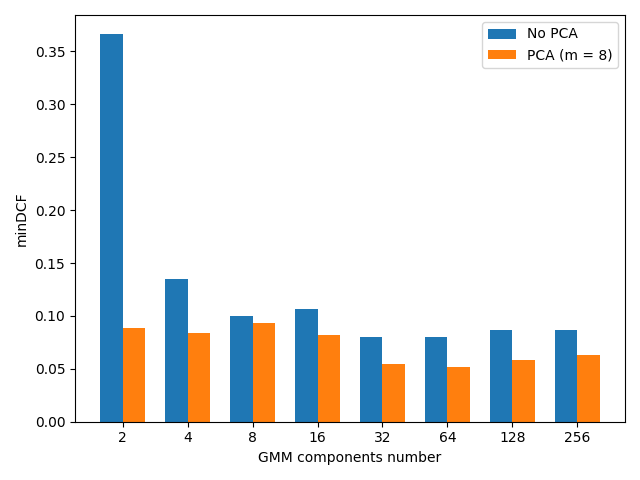 No PCA
PCA (m = 8)
minDCF
0.35
0.30
0.25
0.20
0.15
0.10
0.05
0.00
2 4 8 16 32 64 128 256
GMM components number